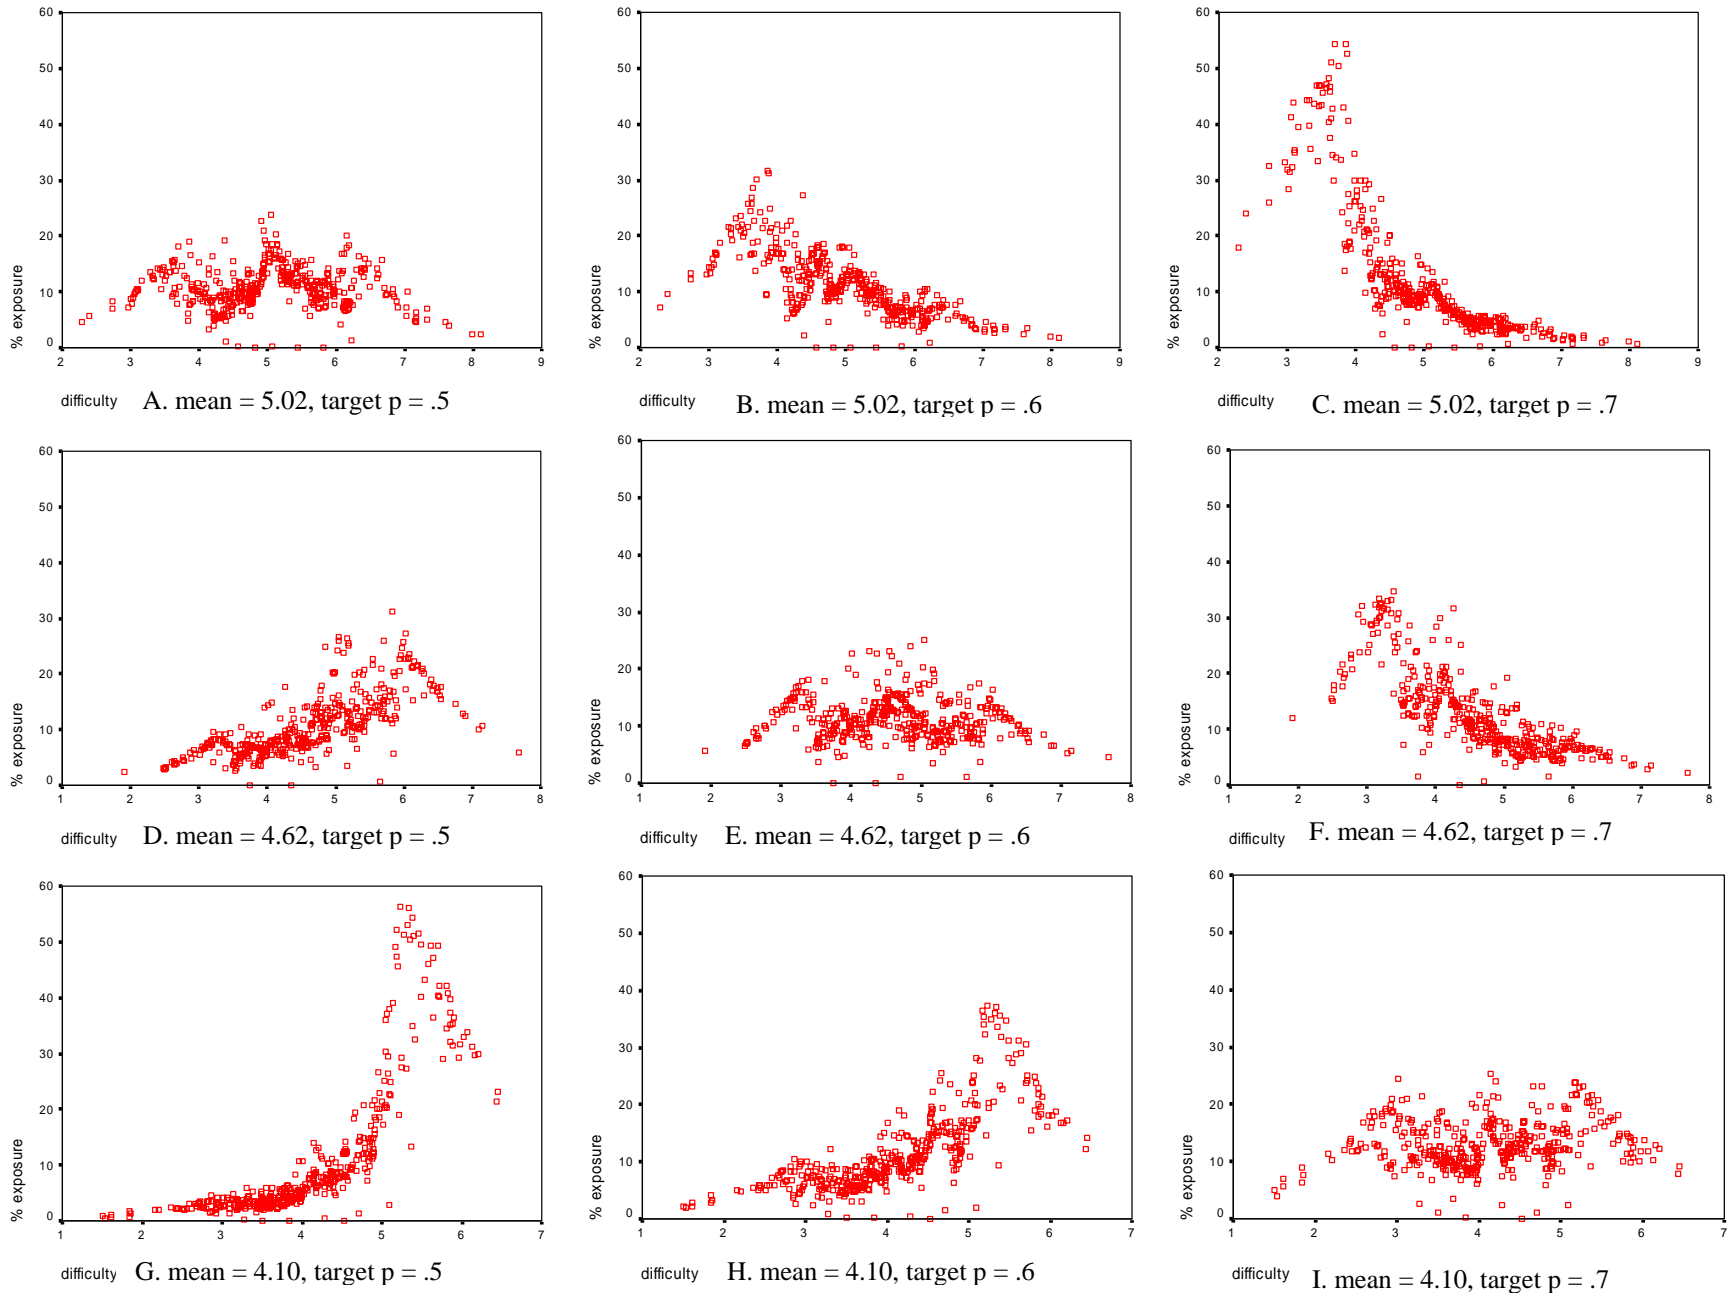 60
50
40
30
20
10
0
% exposure
2 3 4 5 6 7 8 9
difficulty A. mean = 5.02, target p = .5
60
50
40
30
20
10
0
% exposure
2 3 4 5 6 7 8 9
difficulty B. mean = 5.02, target p = .6
60
50
40
30
20
10
0
% exposure
2 3 4 5 6 7 8 9
difficulty C. mean = 5.02, target p = .7
60
50
40
30
20
10
0
% exposure
1 2 3 4 5 6 7 8
difficulty D. mean = 4.62, target p = .5
60
50
40
30
20
10
0
% exposure
1 2 3 4 5 6 7 8
difficulty E. mean = 4.62, target p = .6
60
50
40
30
20
10
0
% exposure
1 2 3 4 5 6 7 8
difficulty F. mean = 4.62, target p = .7
60
50
40
30
20
10
0
% exposure
1 2 3 4 5 6 7
difficulty G. mean = 4.10, target p = .5
60
50
40
30
20
10
0
% exposure
1 2 3 4 5 6 7
difficulty H. mean = 4.10, target p = .6
60
50
40
30
20
10
0
% exposure
1 2 3 4 5 6 7
difficulty I. mean = 4.10, target p = .7